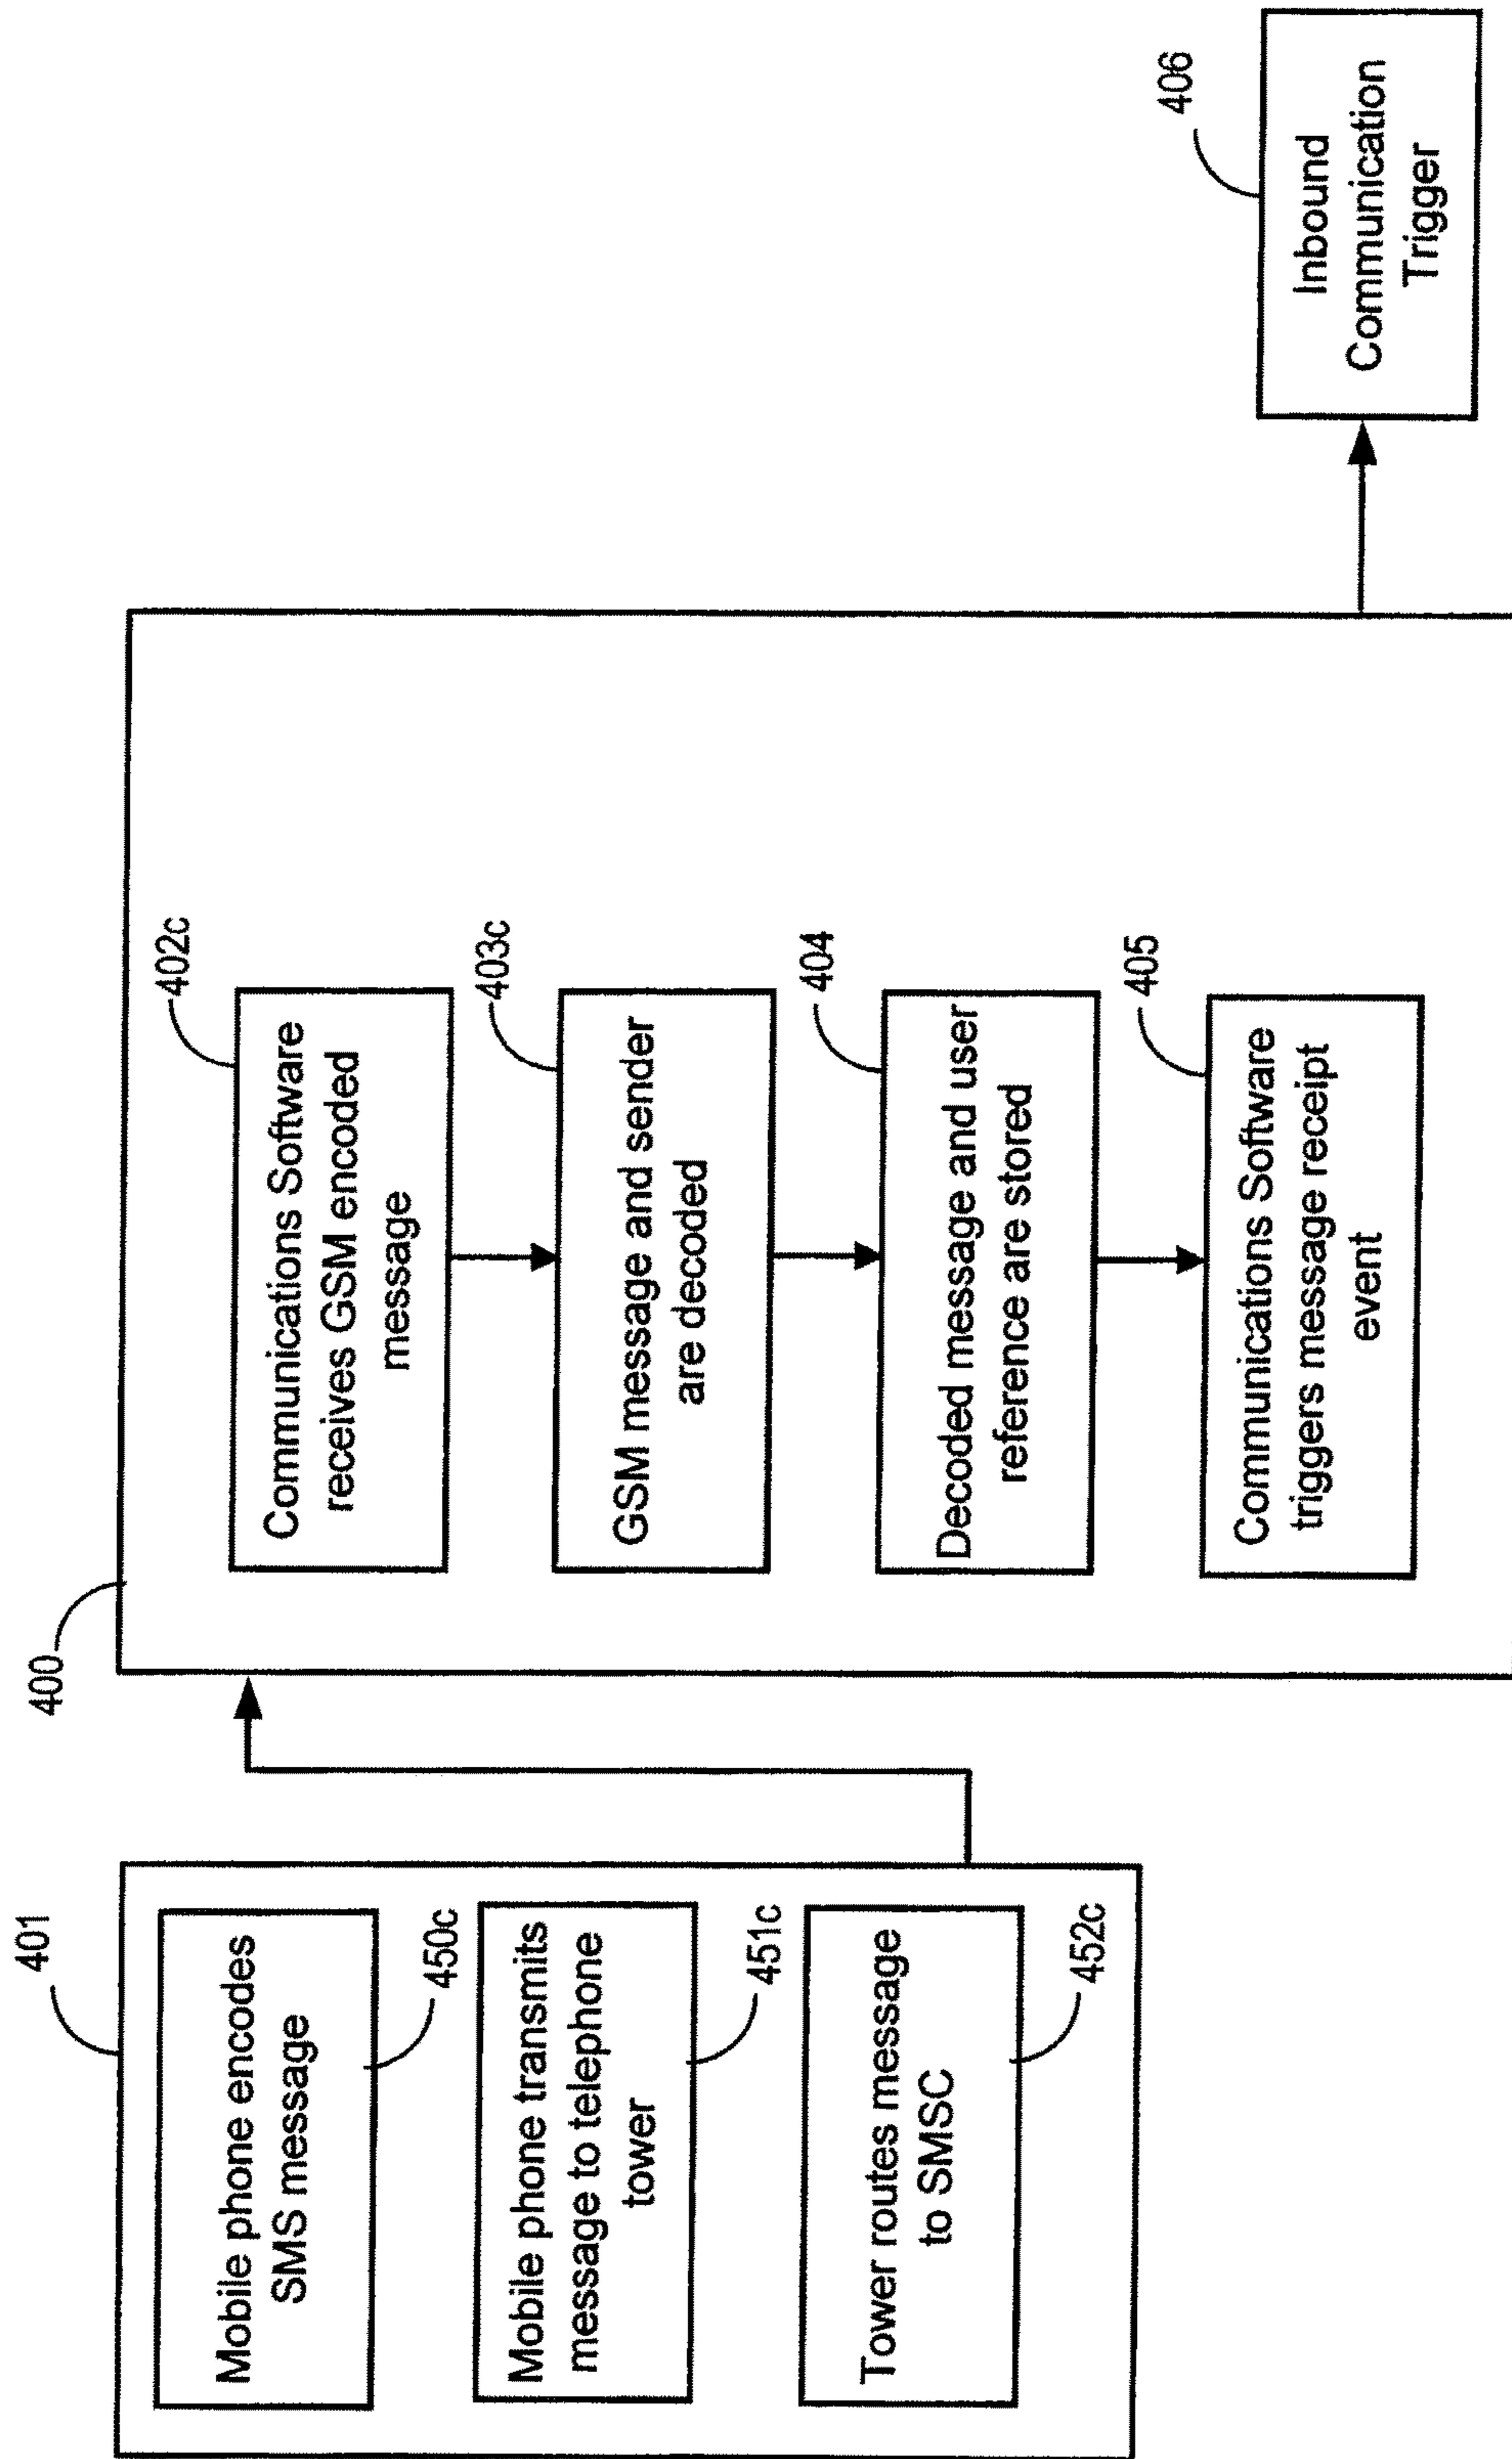 401
Mobile phone encodes
SMS message
450c
Mobile phone transmits
message to telephone
tower
451c
Tower routes message
to SMSC
452c
400
Communications Software
receives GSM encoded
message
402c
GSM message and sender
are decoded
403c
Decoded message and user
reference are stored
404
Communications Software
triggers message receipt
event
405
406
Inbound
Communication
Trigger